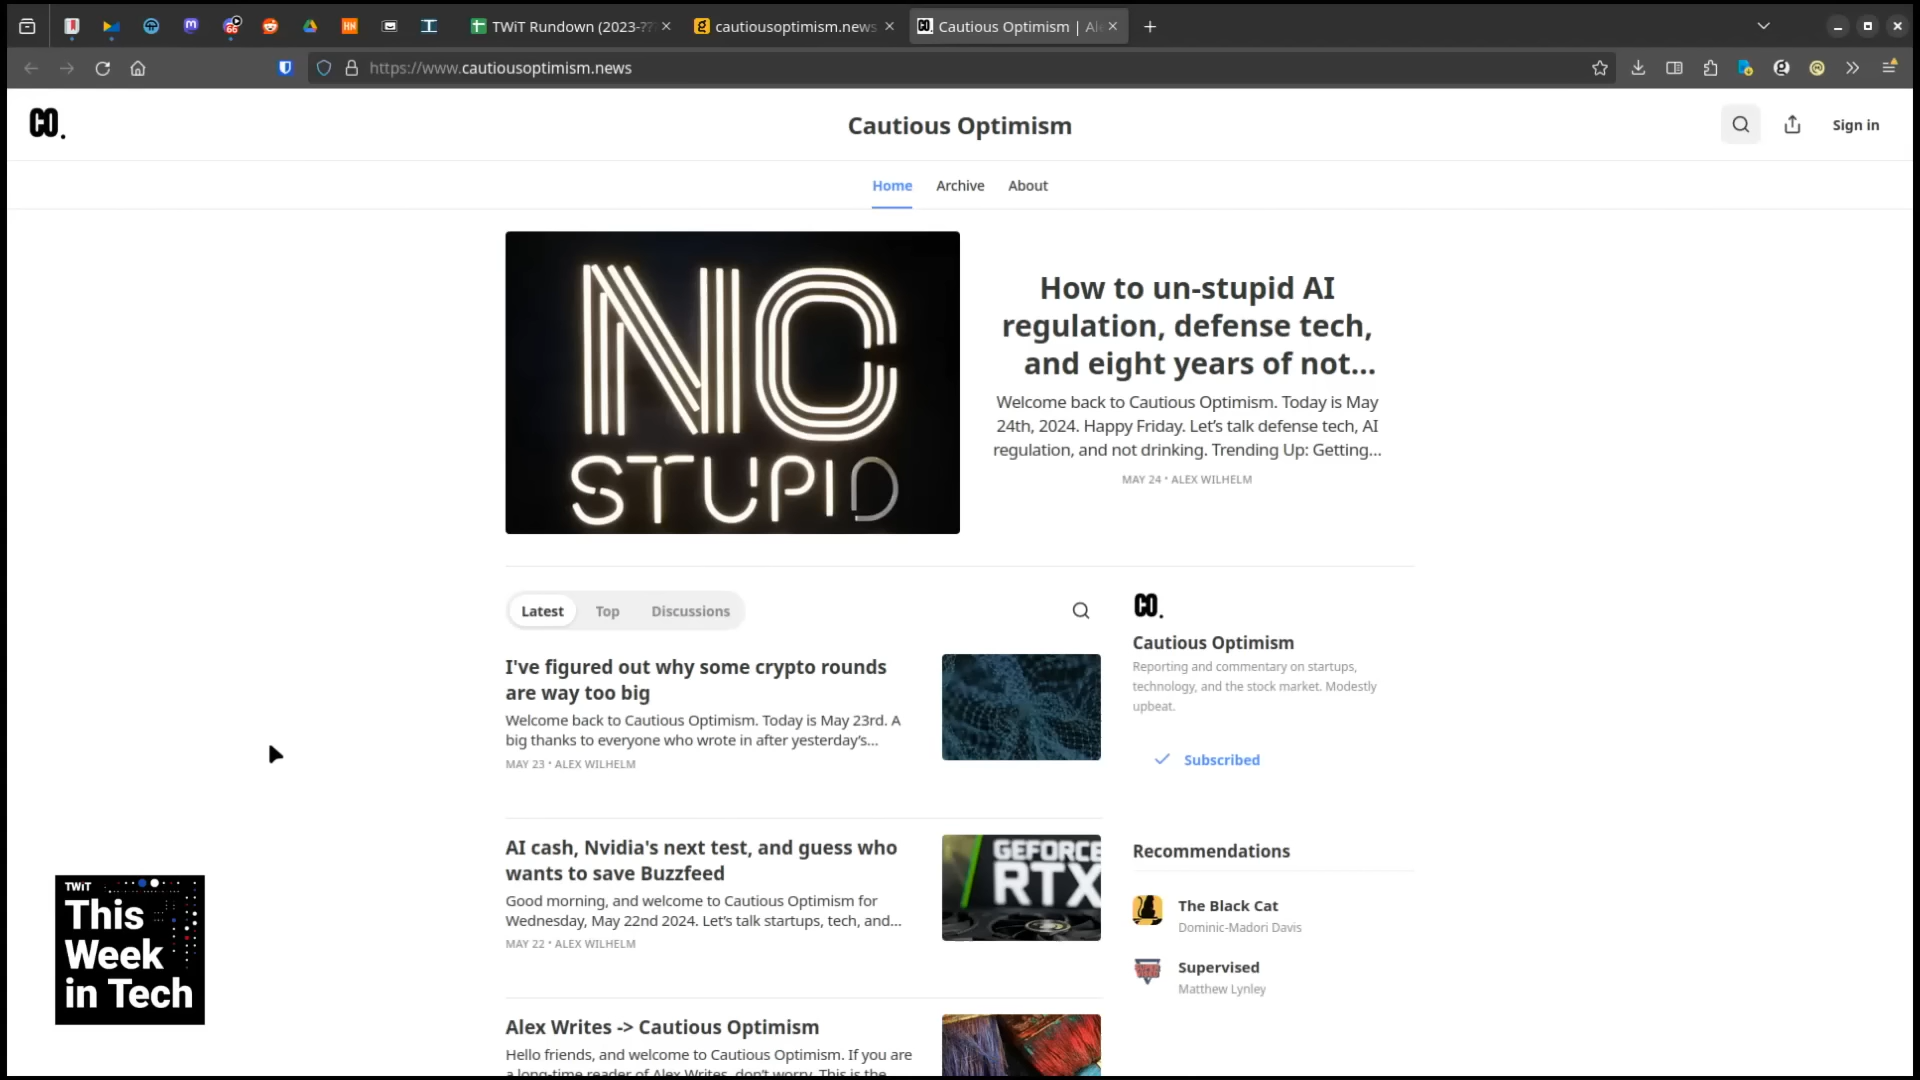 TWiT Rundown (2023-??
cautiousoptimism.news
Cautious Optimism | Al
https://www.cautiousoptimism.news
CO.
Cautious Optimism
Sign in
Home
Archive
About
NO
STUPID
How to un-stupid AI
regulation, defense tech,
and eight years of not...
Welcome back to Cautious Optimism. Today is May
24th, 2024. Happy Friday. Let's talk defense tech, AI
regulation, and not drinking. Trending Up: Getting...
MAY 24 • ALEX WILHELM
Latest
Top
Discussions
I've figured out why some crypto rounds
are way too big
Welcome back to Cautious Optimism. Today is May 23rd. A
big thanks to everyone who wrote in after yesterday's...
MAY 23 • ALEX WILHELM
AI cash, Nvidia's next test, and guess who
wants to save Buzzfeed
Good morning, and welcome to Cautious Optimism for
Wednesday, May 22nd 2024. Let's talk startups, tech, and...
MAY 22 • ALEX WILHELM
GEFORCE
RTX
Alex Writes -> Cautious Optimism
Hello friends, and welcome to Cautious Optimism. If you are
a long-time reader of Alex Writes, don't worry. This is the
CO.
Cautious Optimism
Reporting and commentary on startups,
technology, and the stock market. Modestly
upbeat.
Subscribed
Recommendations
The Black Cat
Dominic-Madori Davis
Supervised
Matthew Lynley
TWiT
This
Week
in Tech